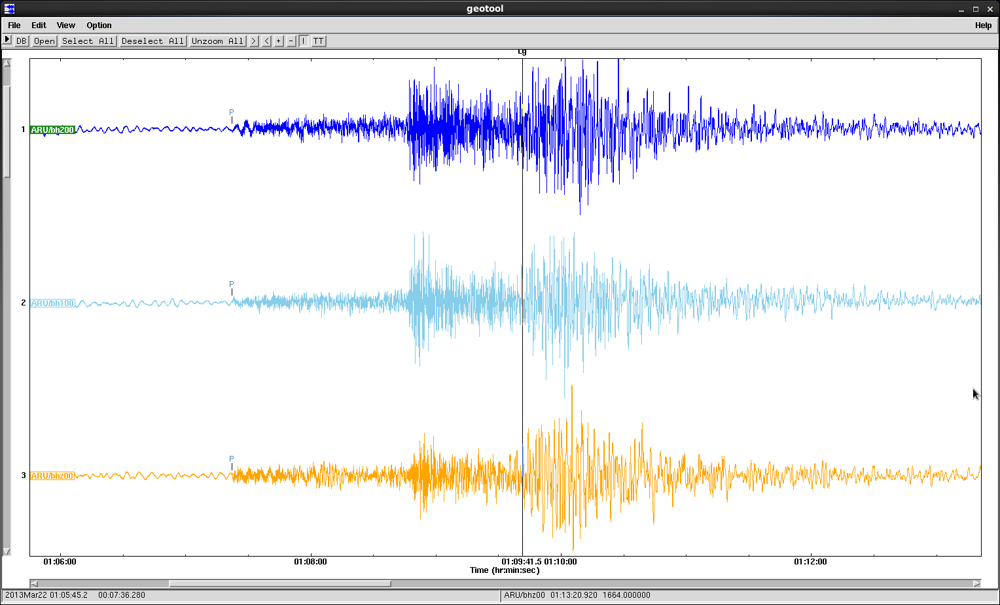 geotool
File Edit View Option Help
DB Open Select All Deselect All Unzoom All > < + - I TT
Lg
P
1 ARU/bh200
P
2 ARU/bh100
P
3 ARU/bhz00
01:06:00 01:08:00 01:09:41.5 01:10:00 01:12:00
Time (hr:min:sec)
2013Mar22 01:05:45.2 00:07:36.280 ARU/bhz00 01:13:20.920 1664.000000